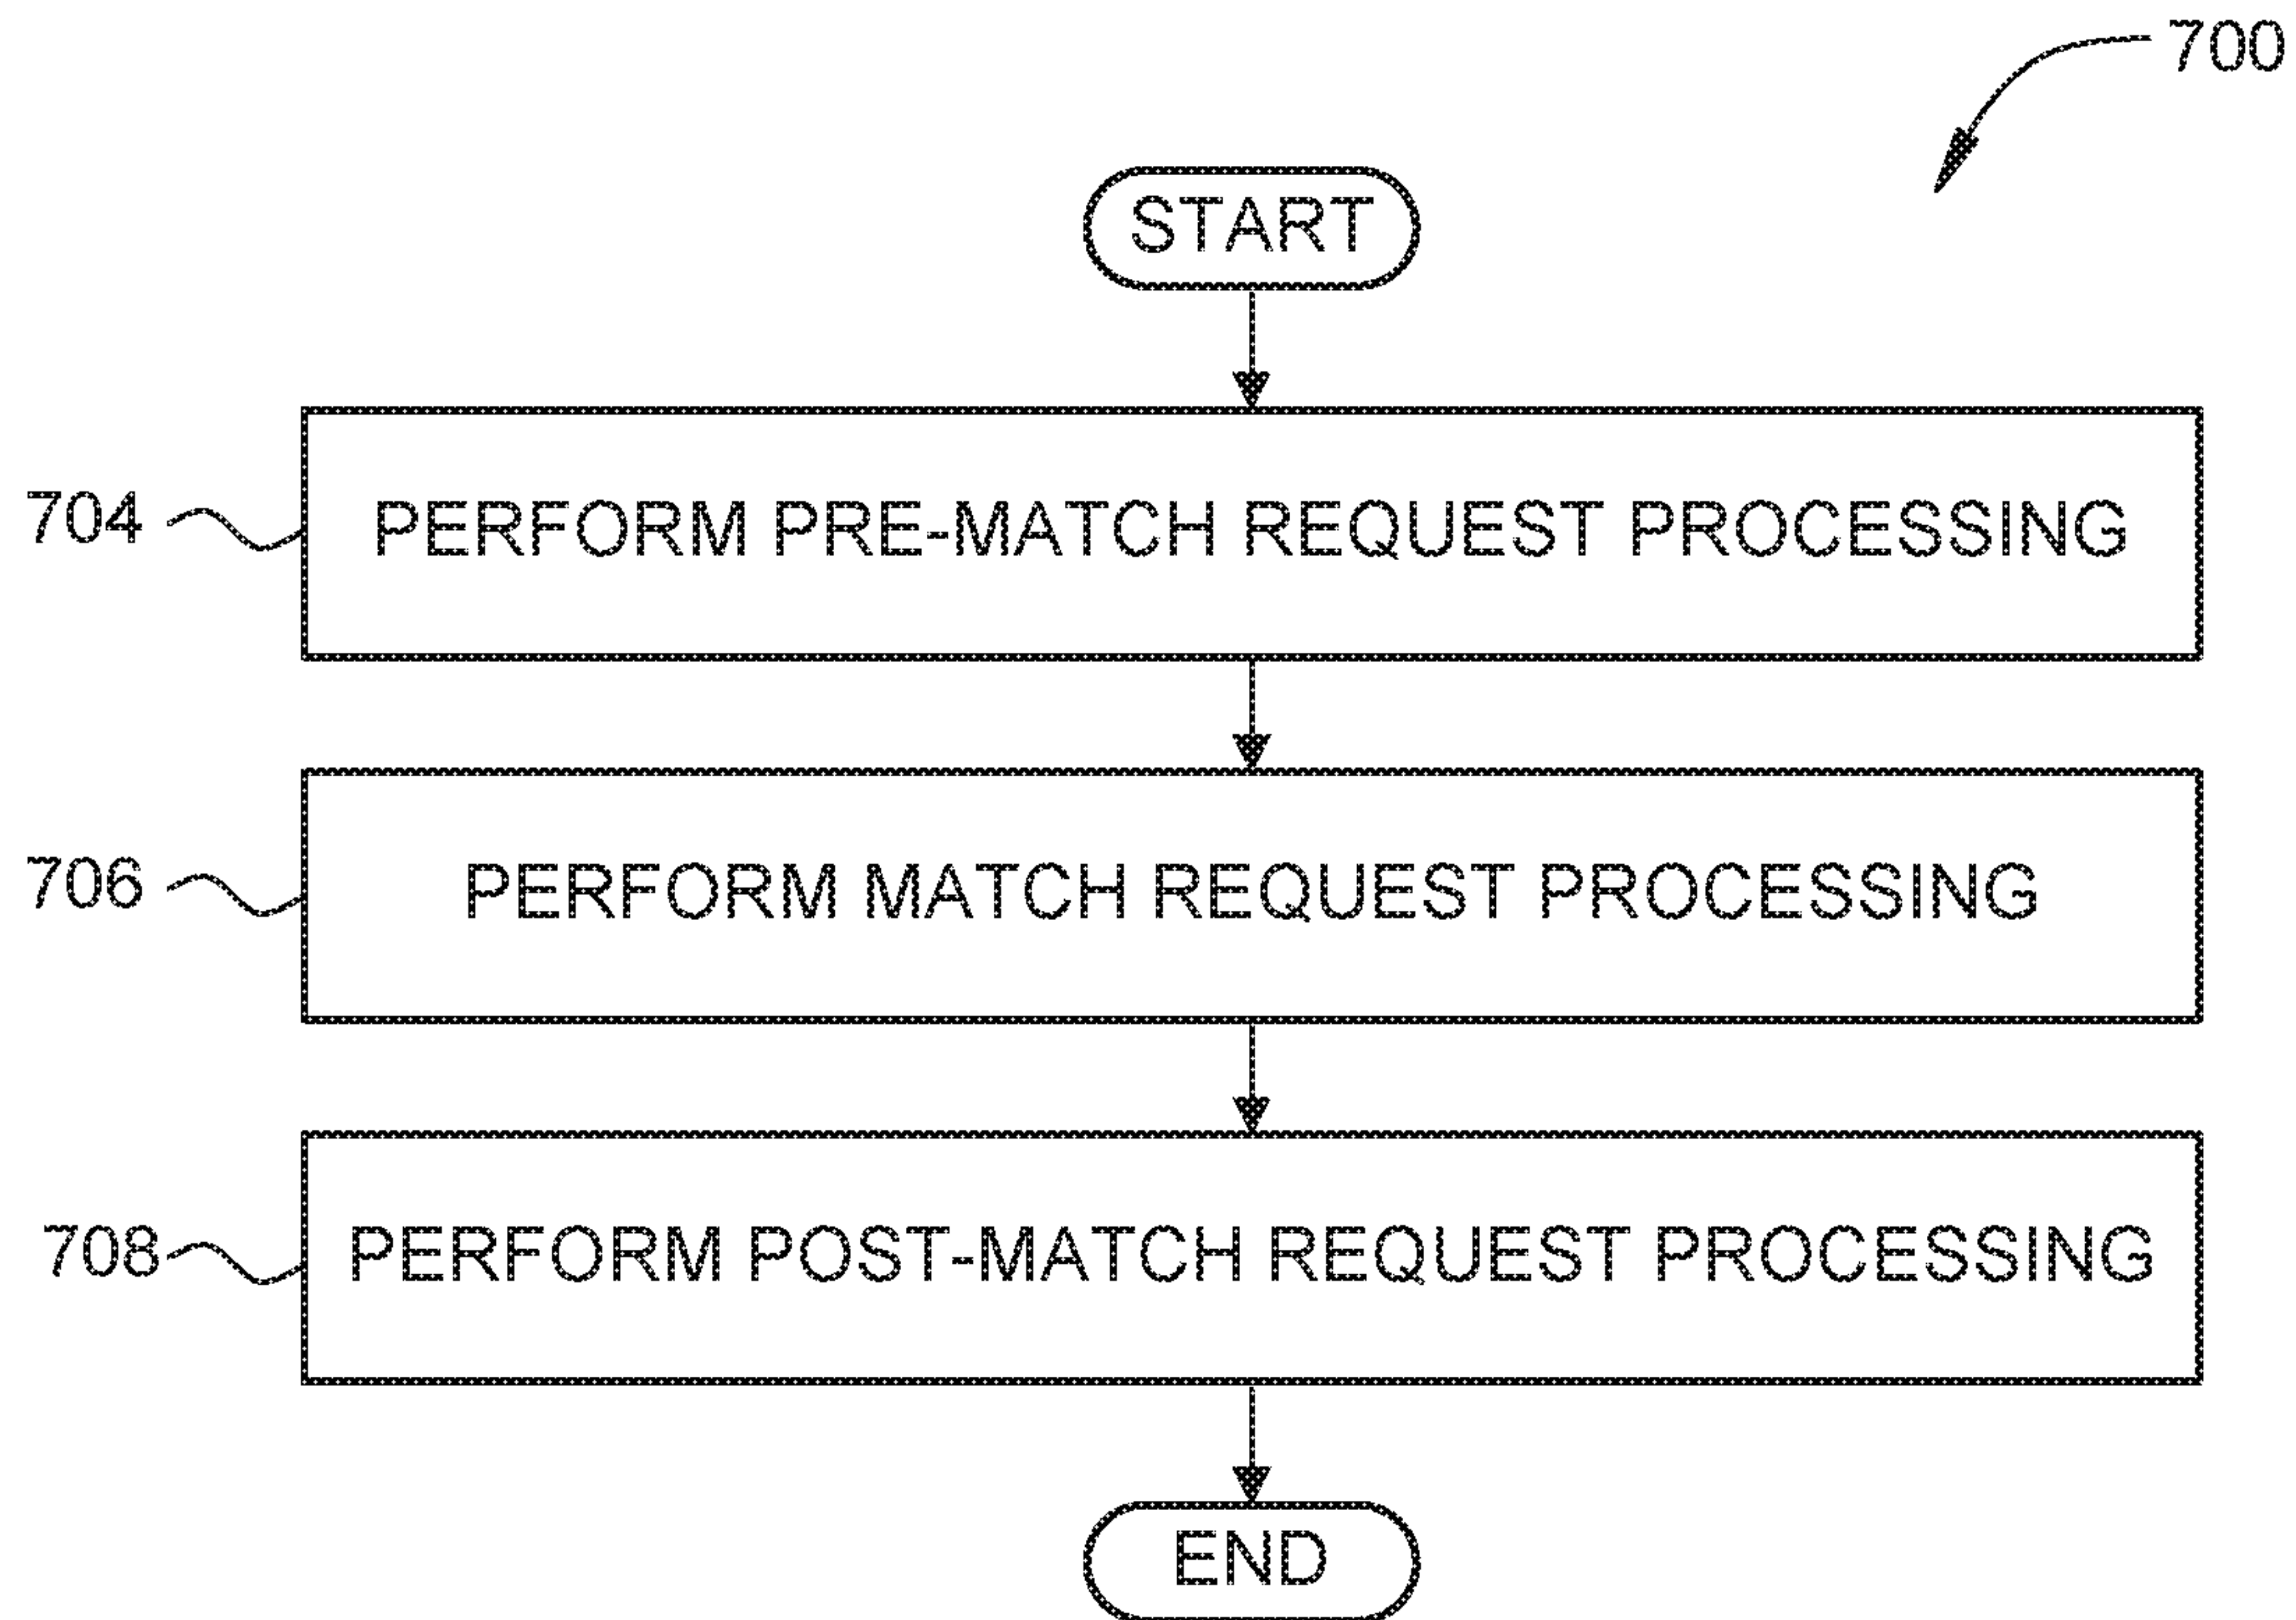 700
START
704 PERFORM PRE-MATCH REQUEST PROCESSING
706 PERFORM MATCH REQUEST PROCESSING
708 PERFORM POST-MATCH REQUEST PROCESSING
END